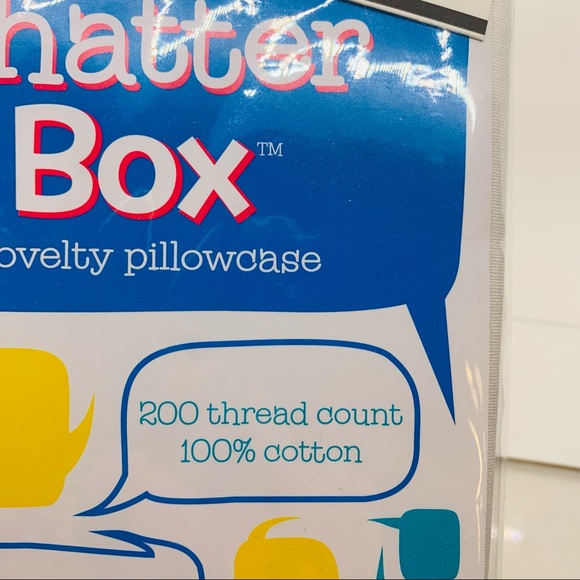 hatter
Box™
ovelty pillowcase
200 thread count
100% cotton